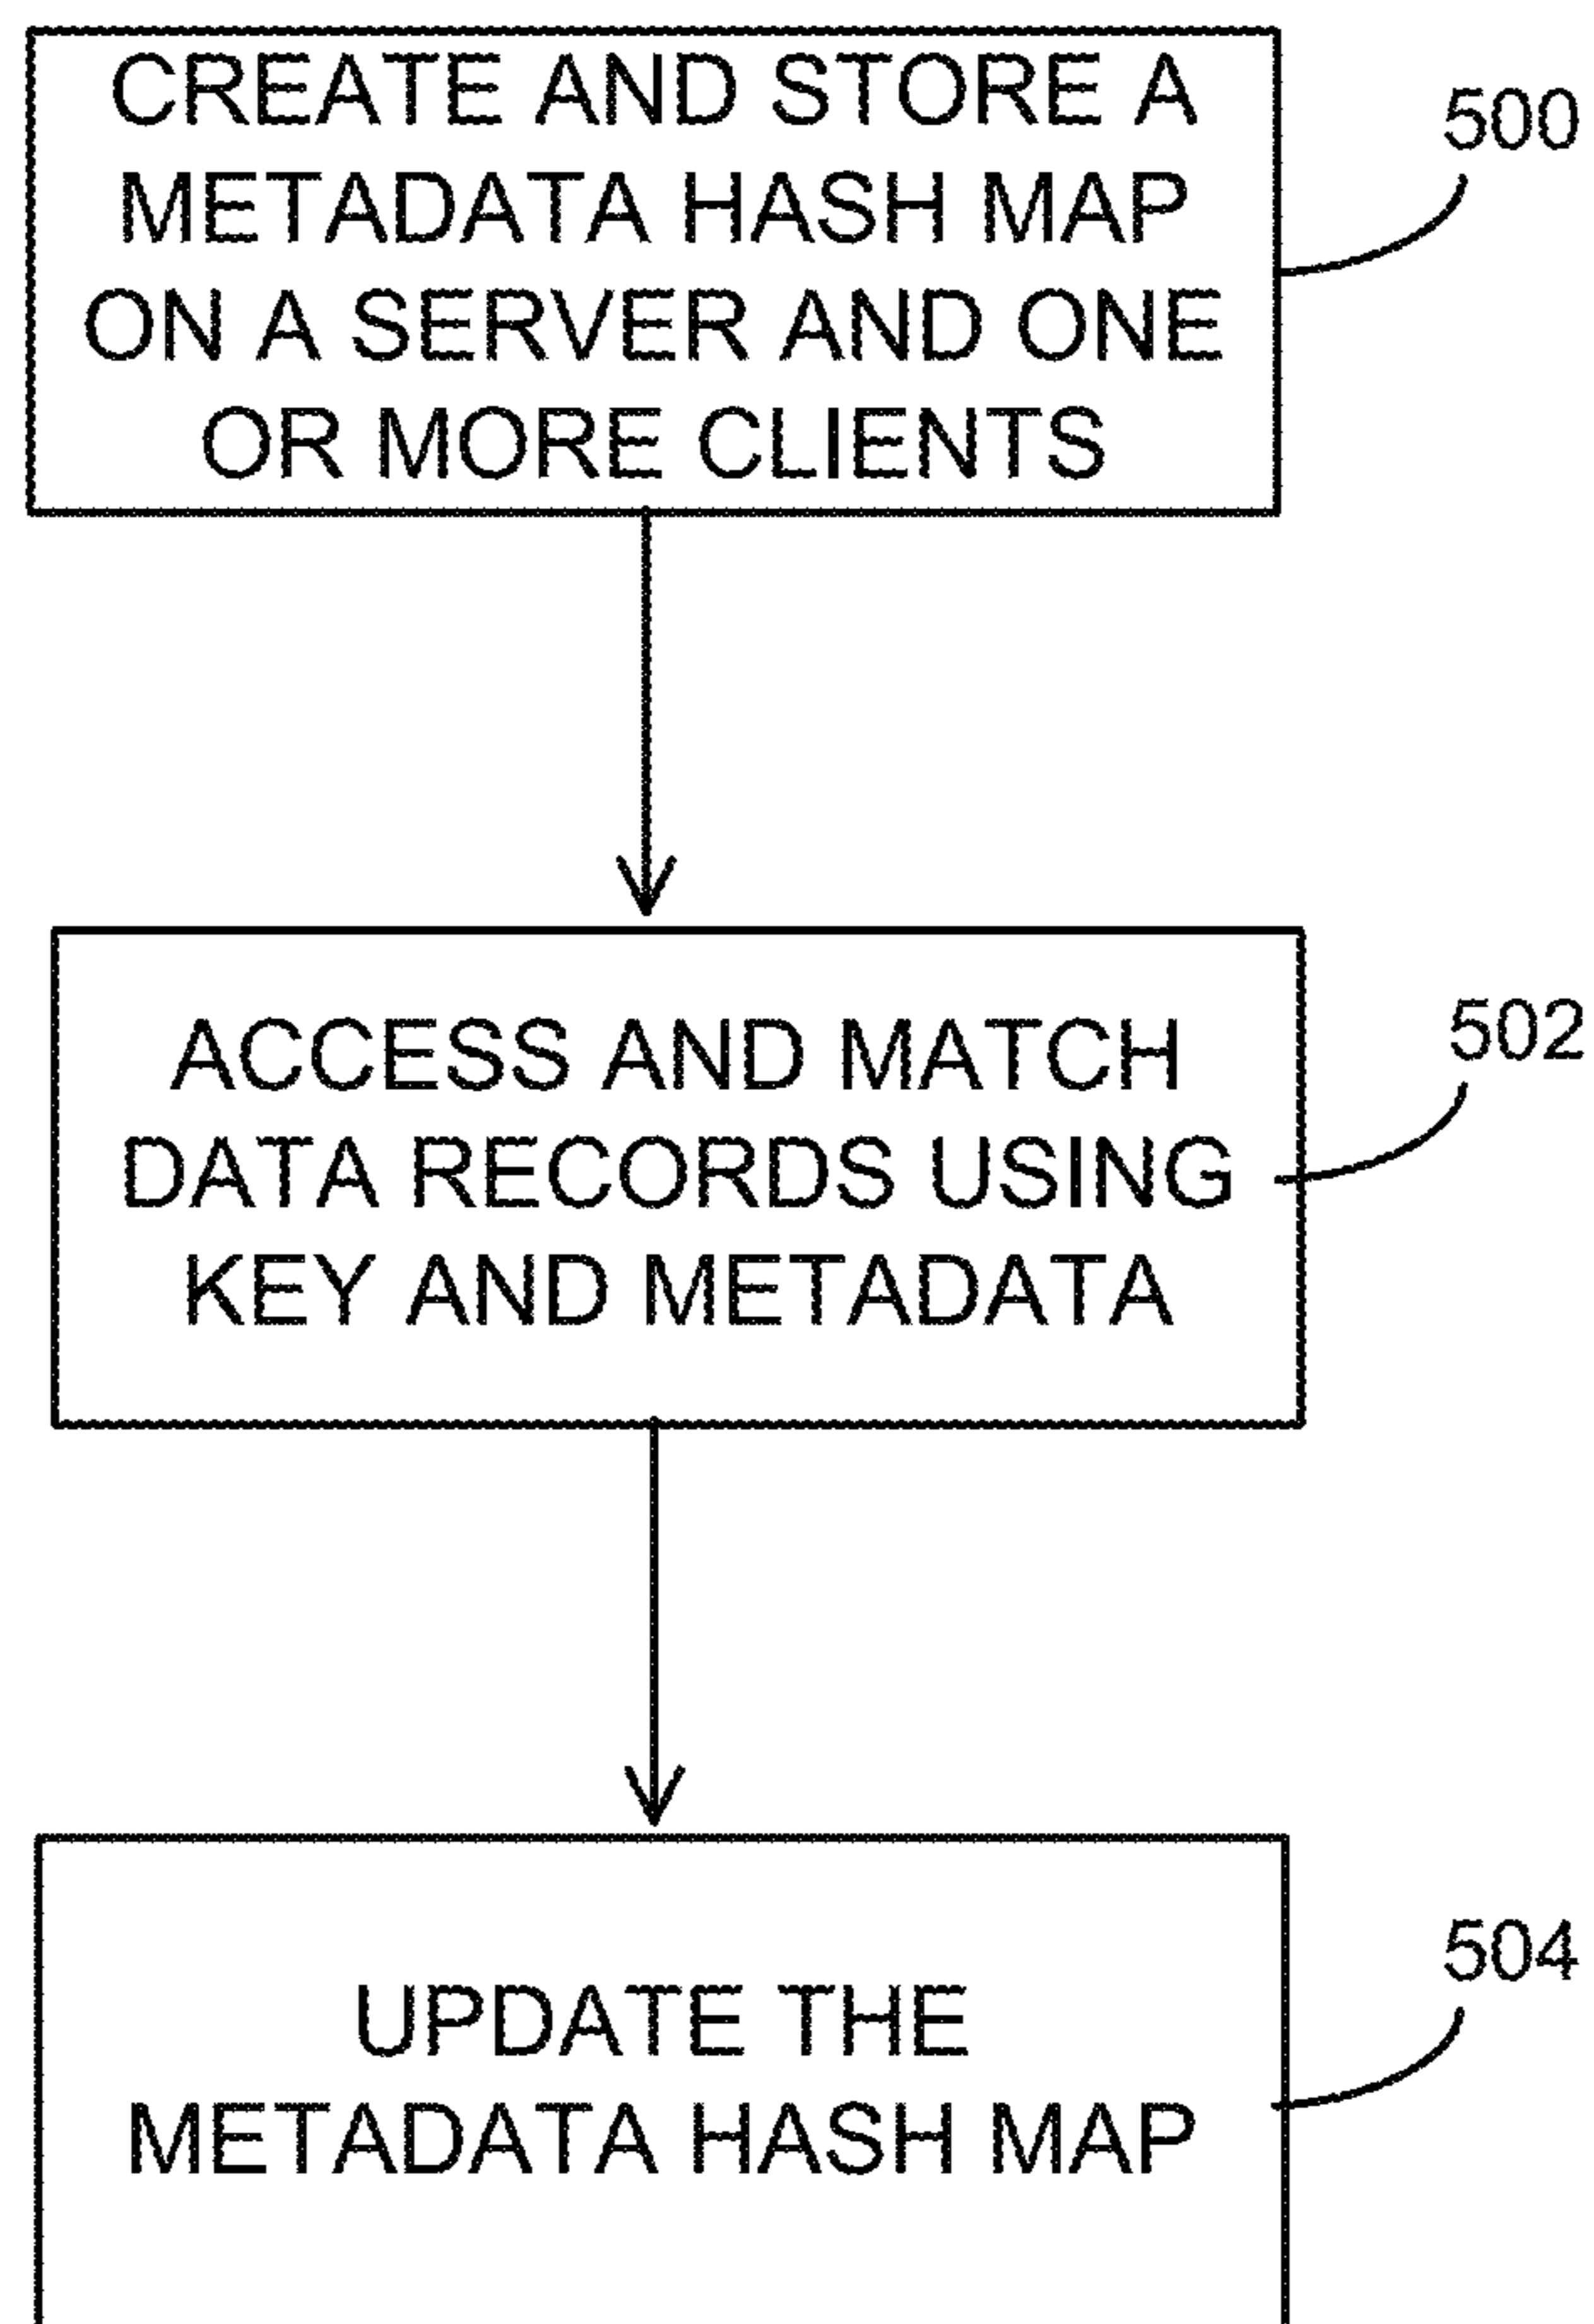 CREATE AND STORE A
METADATA HASH MAP
ON A SERVER AND ONE
OR MORE CLIENTS
500
ACCESS AND MATCH
DATA RECORDS USING
KEY AND METADATA
502
UPDATE THE
METADATA HASH MAP
504